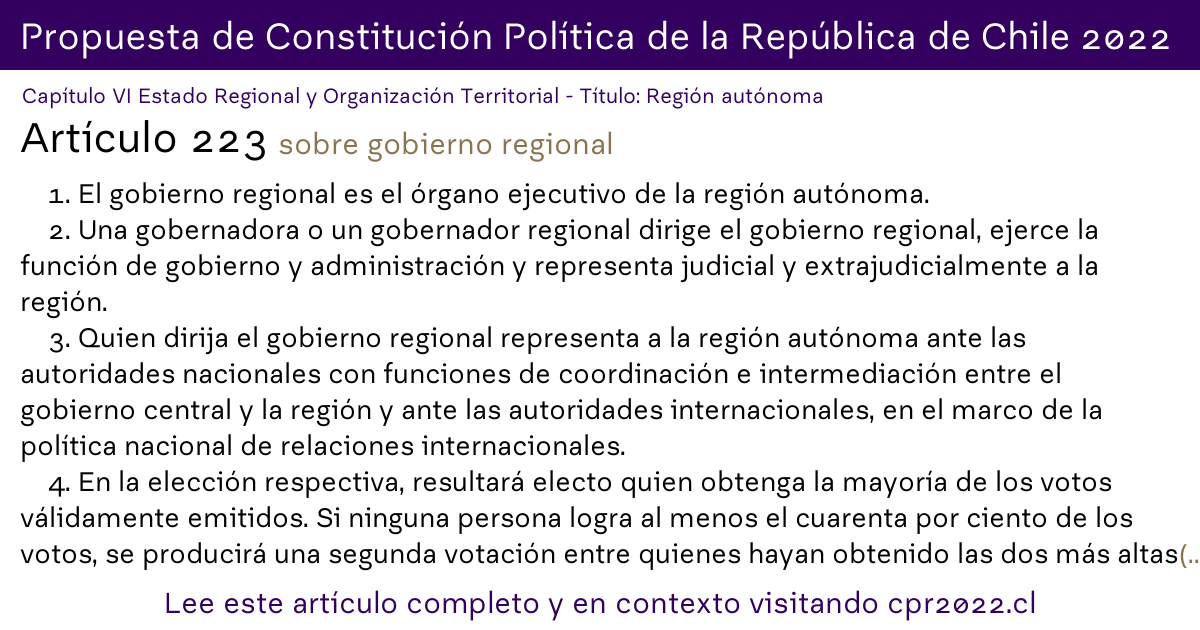 Propuesta de Constitución Política de la República de Chile 2022
Capítulo VI Estado Regional y Organización Territorial - Título: Región autónoma
Artículo 223 sobre gobierno regional
1. El gobierno regional es el órgano ejecutivo de la región autónoma.
2. Una gobernadora o un gobernador regional dirige el gobierno regional, ejerce la
función de gobierno y administración y representa judicial y extrajudicialmente a la
región.
3. Quien dirija el gobierno regional representa a la región autónoma ante las
autoridades nacionales con funciones de coordinación e intermediación entre el
gobierno central y la región y ante las autoridades internacionales, en el marco de la
política nacional de relaciones internacionales.
4. En la elección respectiva, resultará electo quien obtenga la mayoría de los votos
válidamente emitidos. Si ninguna persona logra al menos el cuarenta por ciento de los
votos, se producirá una segunda votación entre quienes hayan obtenido las dos más altas(..
Lee este artículo completo y en contexto visitando cpr2022.cl